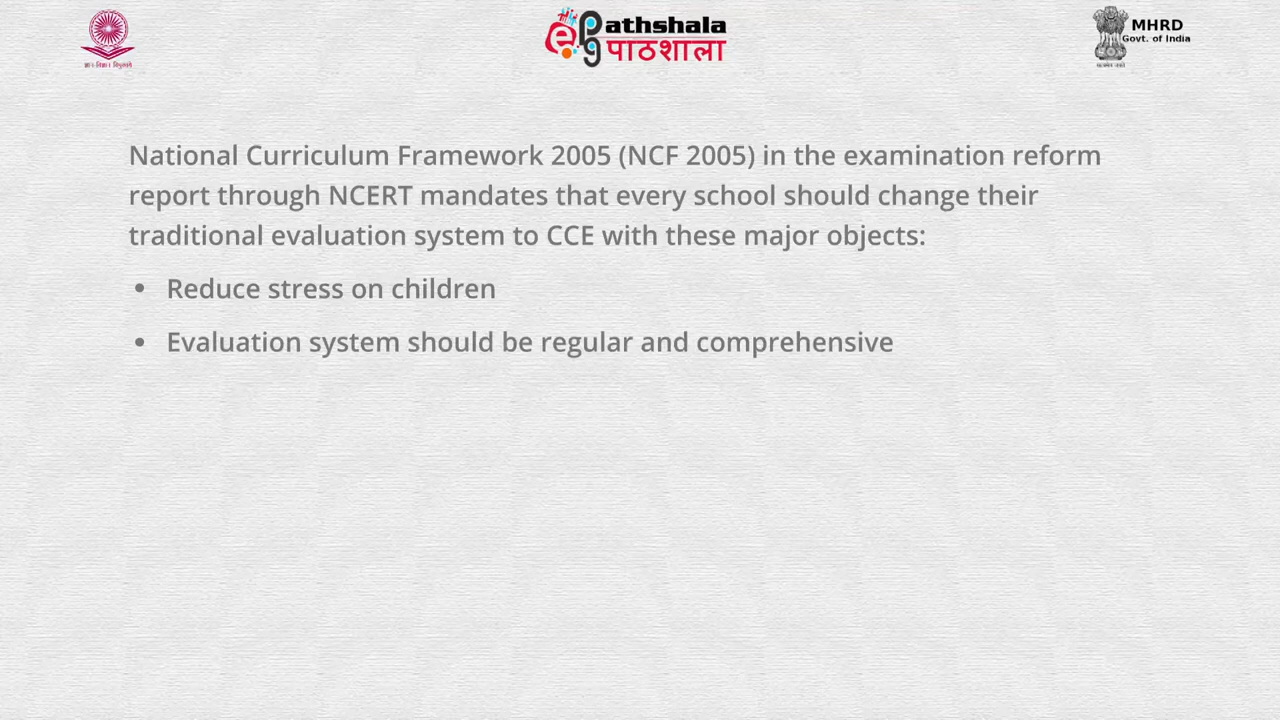 ePathshala
पाठशाला
MHRD
Govt. of India
National Curriculum Framework 2005 (NCF 2005) in the examination reform
report through NCERT mandates that every school should change their
traditional evaluation system to CCE with these major objects:
• Reduce stress on children
• Evaluation system should be regular and comprehensive